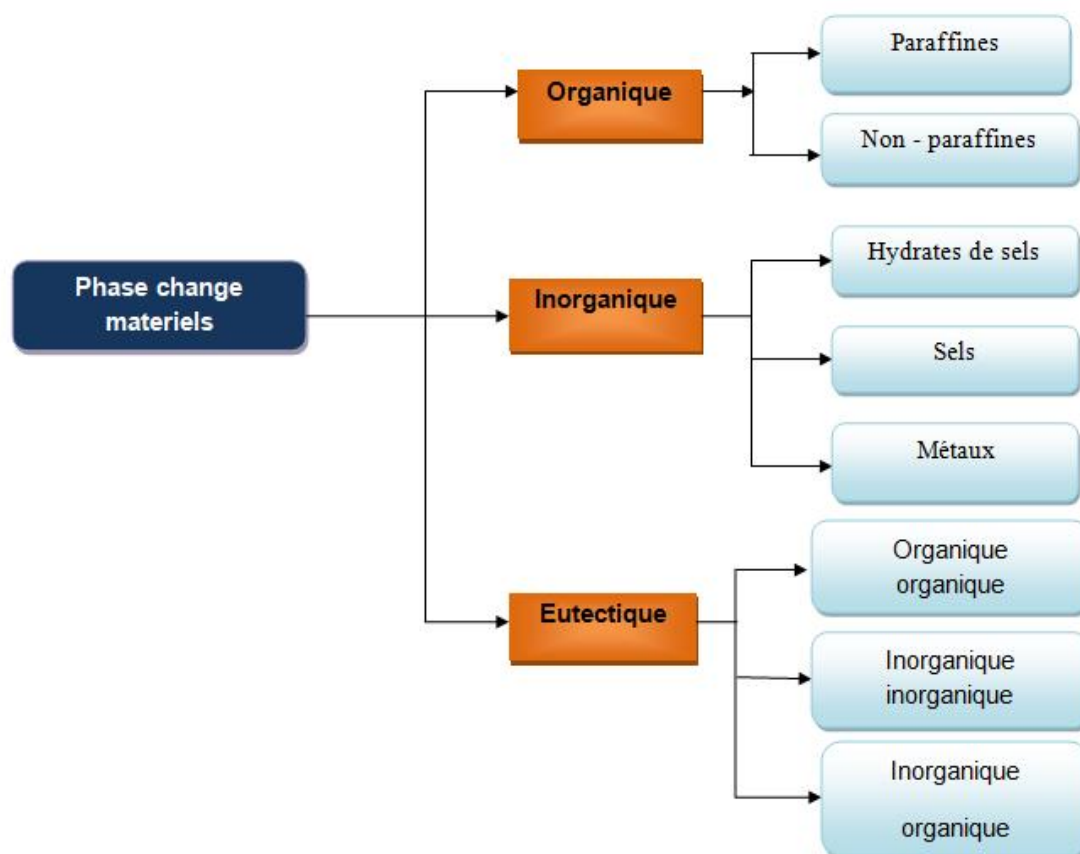 Phase change
materiels
Organique
Paraffines
Non - paraffines
Inorganique
Hydrates de sels
Sels
Métaux
Eutectique
Organique
organique
Inorganique
inorganique
Inorganique
organique